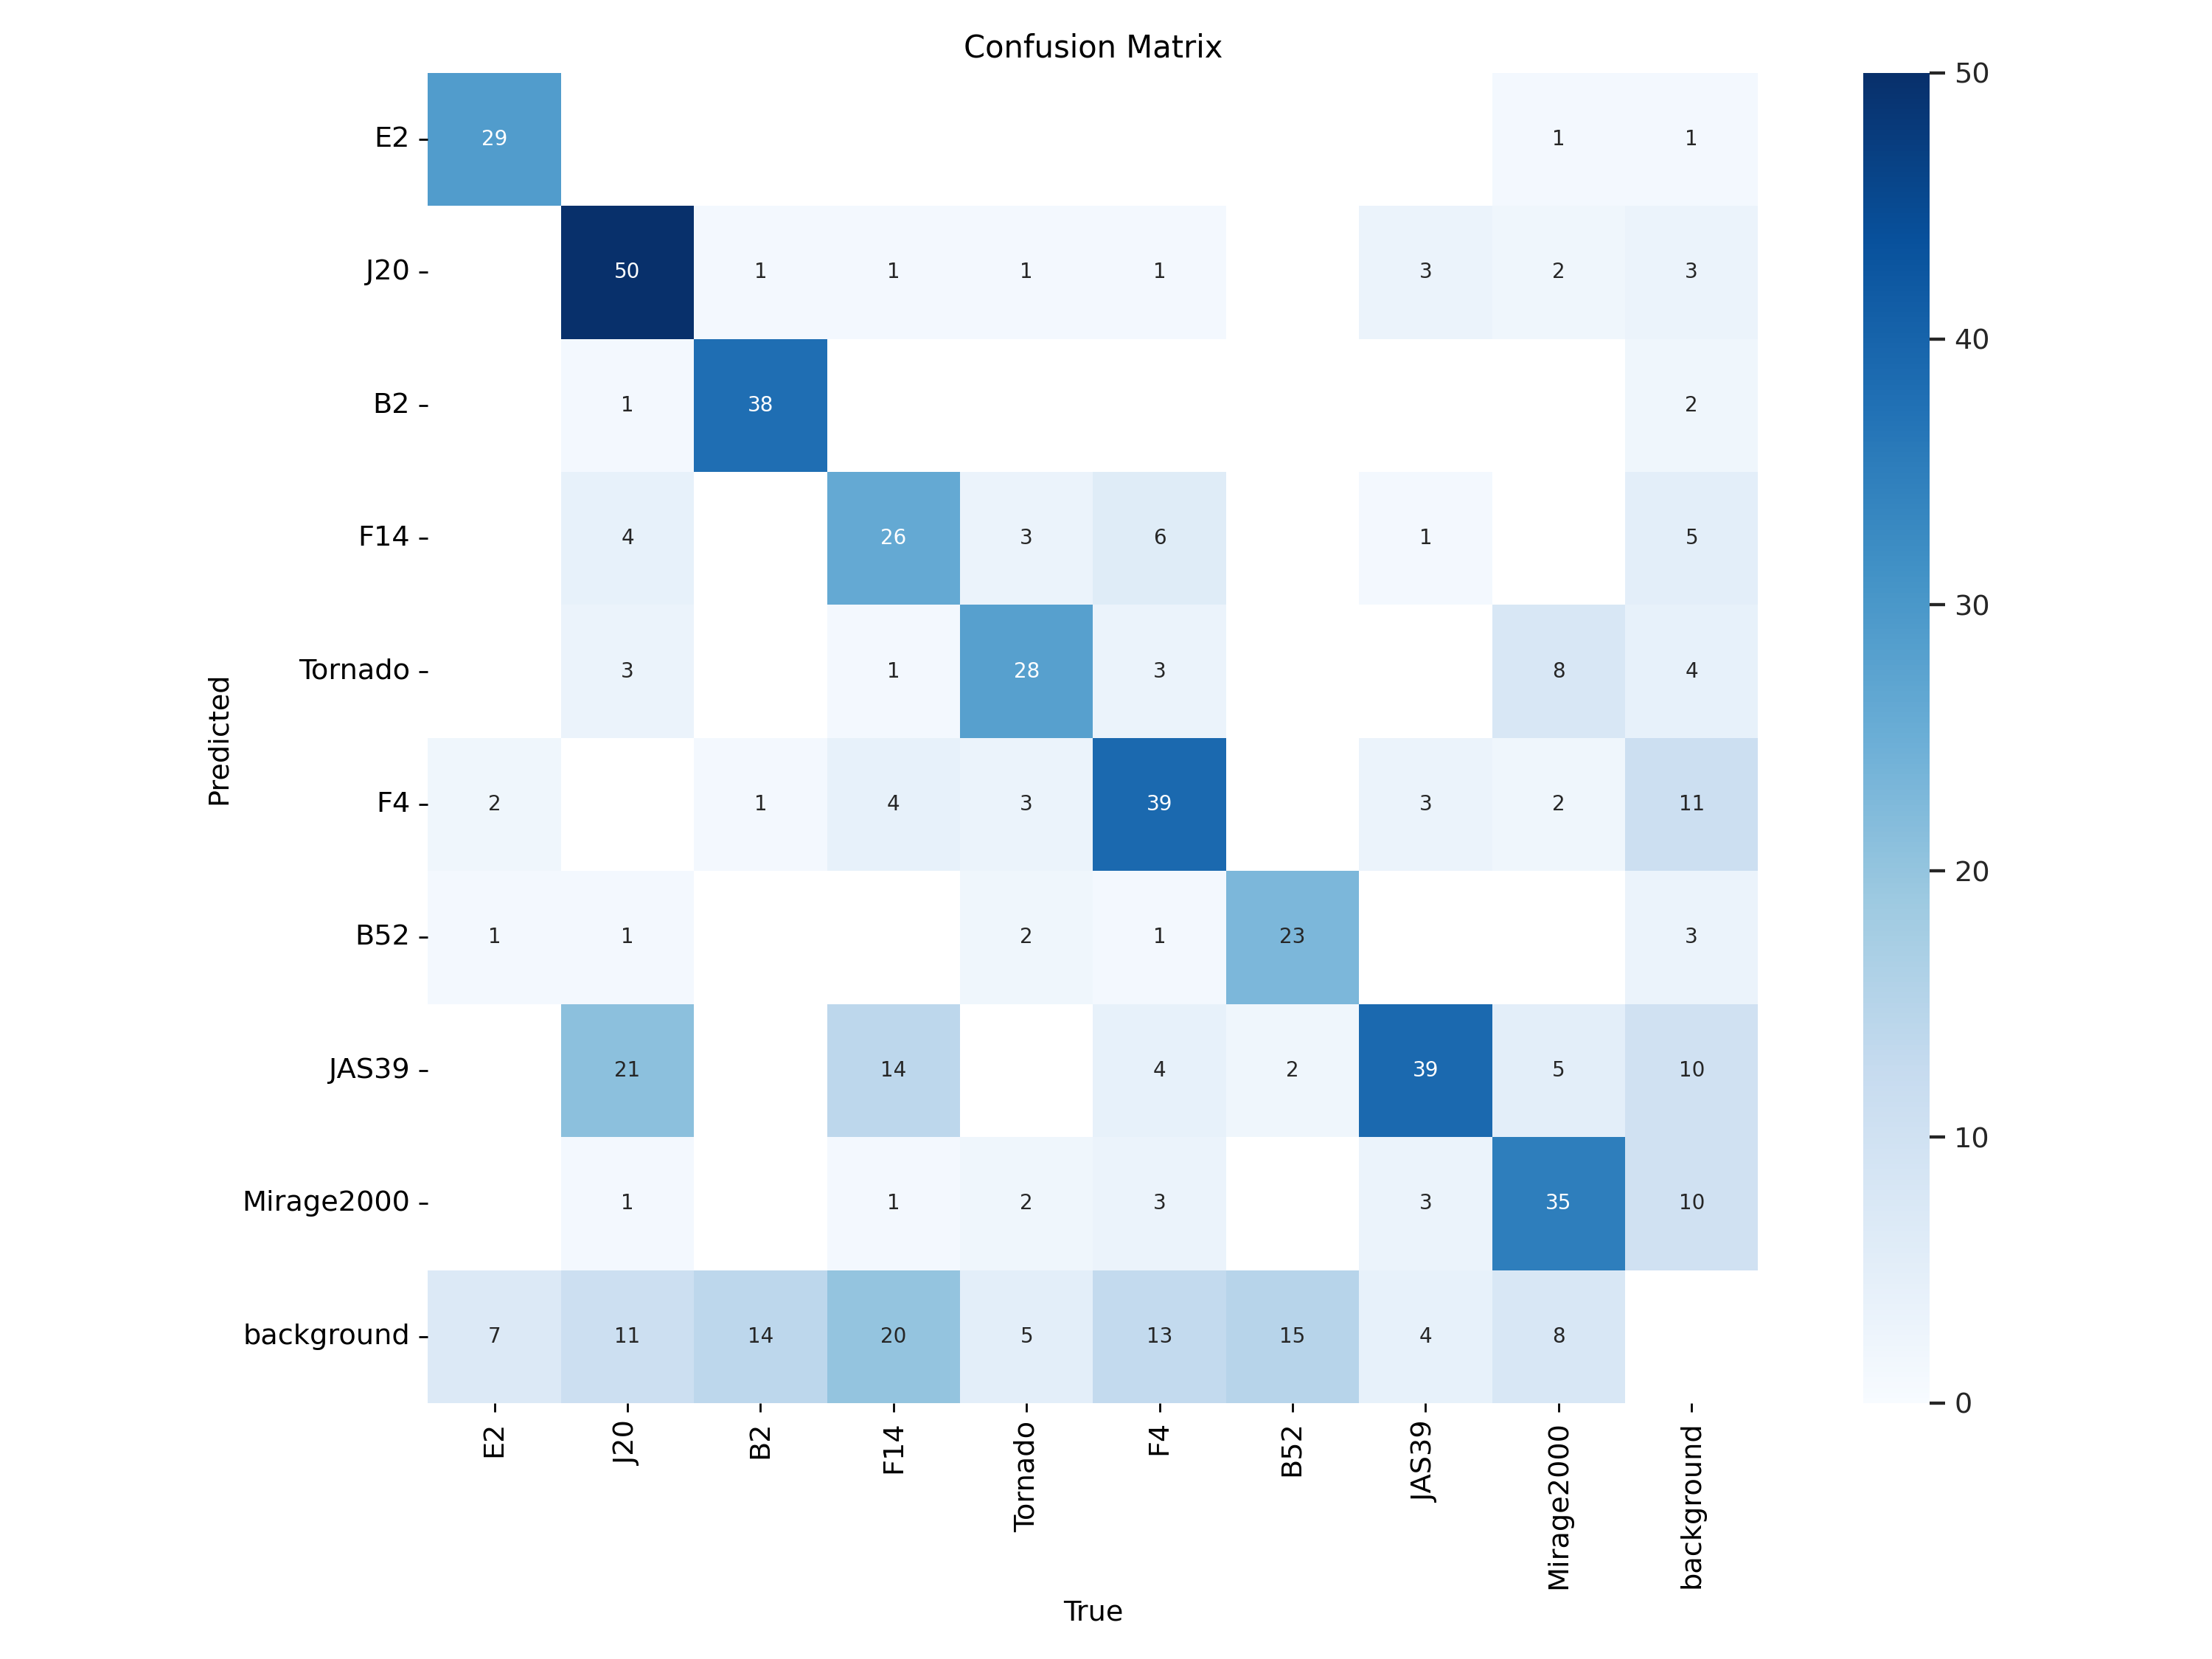 Confusion Matrix
E2 29 1 1
J20 50 1 1 1 1 3 2 3
B2 1 38 2
F14 4 26 3 6 1 5
Tornado 3 1 28 3 8 4
F4 2 1 4 3 39 3 2 11
B52 1 1 2 1 23 3
JAS39 21 14 4 2 39 5 10
Mirage2000 1 1 2 3 3 35 10
background 7 11 14 20 5 13 15 4 8
Predicted
E2 J20 B2 F14 Tornado F4 B52 JAS39 Mirage2000 background
True
50
40
30
20
10
0